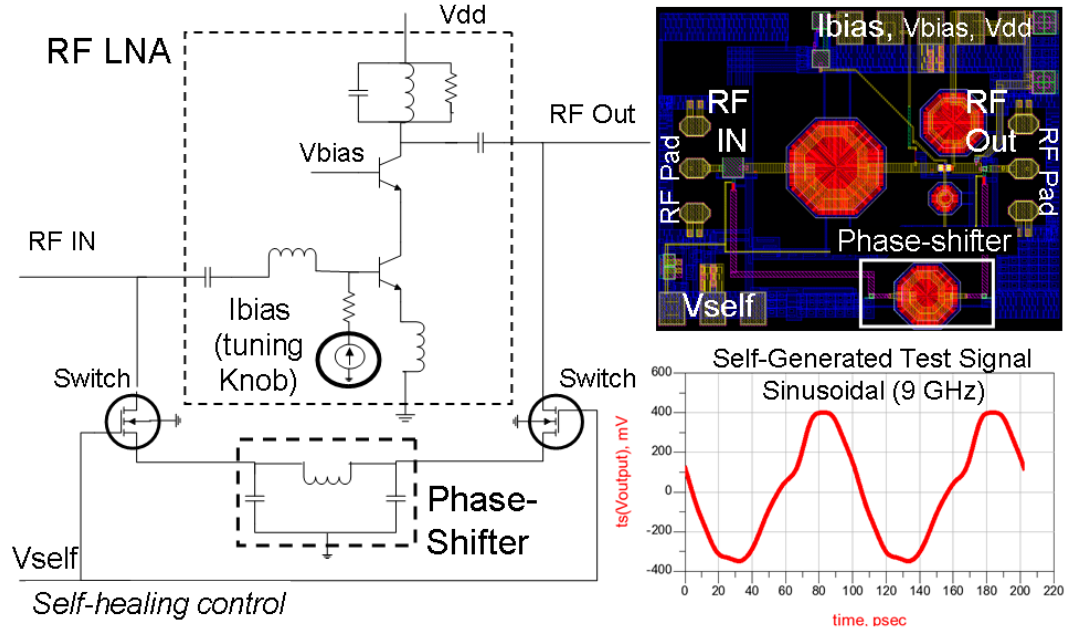 Vdd
RF LNA
Vbias
RF Out
RF IN
Ibias
(tuning
Knob)
Switch
Switch
Phase-
Shifter
Vself
Self-healing control
Ibias, Vbias, Vdd
RF
IN
RF
Out
RF Pad
RF Pad
Phase-shifter
Vself
Self-Generated Test Signal
Sinusoidal (9 GHz)
ts(Voutput), mV
600
400
200
0
-200
-400
0 20 40 60 80 100 120 140 160 180 200 220
time, psec